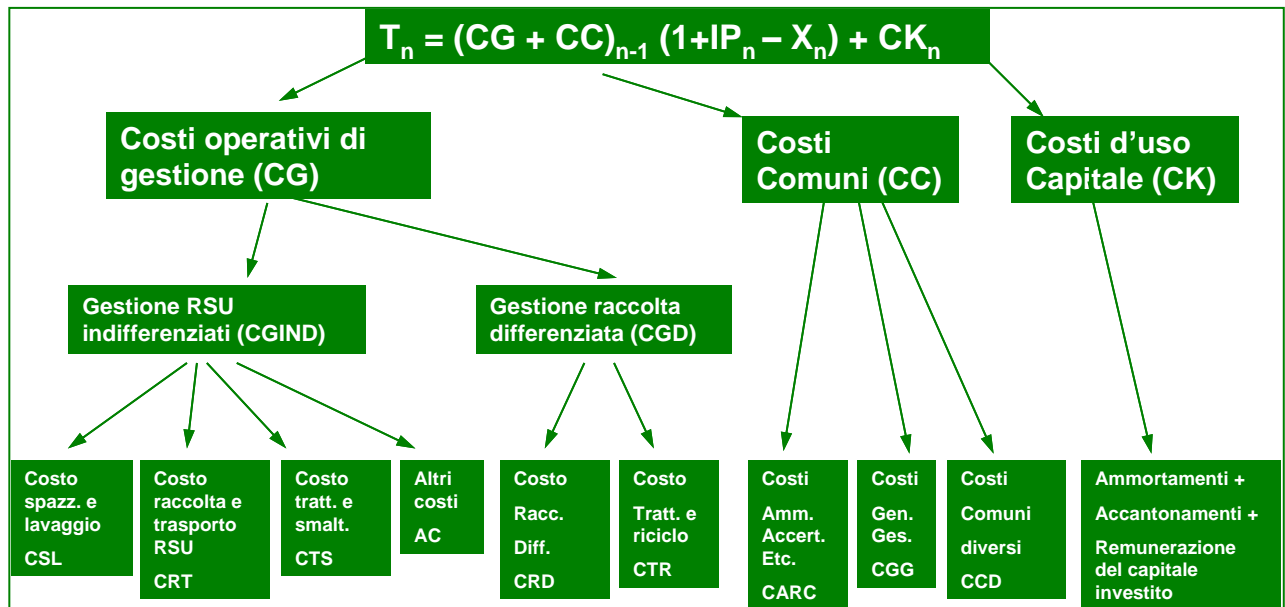 Tn = (CG + CC)n-1 (1+IPn – Xn) + CKn
Costi operativi di
gestione (CG)
Costi
Comuni (CC)
Costi d’uso
Capitale (CK)
Gestione RSU
indifferenziati (CGIND)
Gestione raccolta
differenziata (CGD)
Costo
spazz. e
lavaggio
CSL
Costo
raccolta e
trasporto
RSU
CRT
Costo
tratt. e
smalt.
CTS
Altri
costi
AC
Costo
Racc.
Diff.
CRD
Costo
Tratt. e
riciclo
CTR
Costi
Amm.
Accert.
Etc.
CARC
Costi
Gen.
Ges.
CGG
Costi
Comuni
diversi
CCD
Ammortamenti +
Accantonamenti +
Remunerazione
del capitale
investito